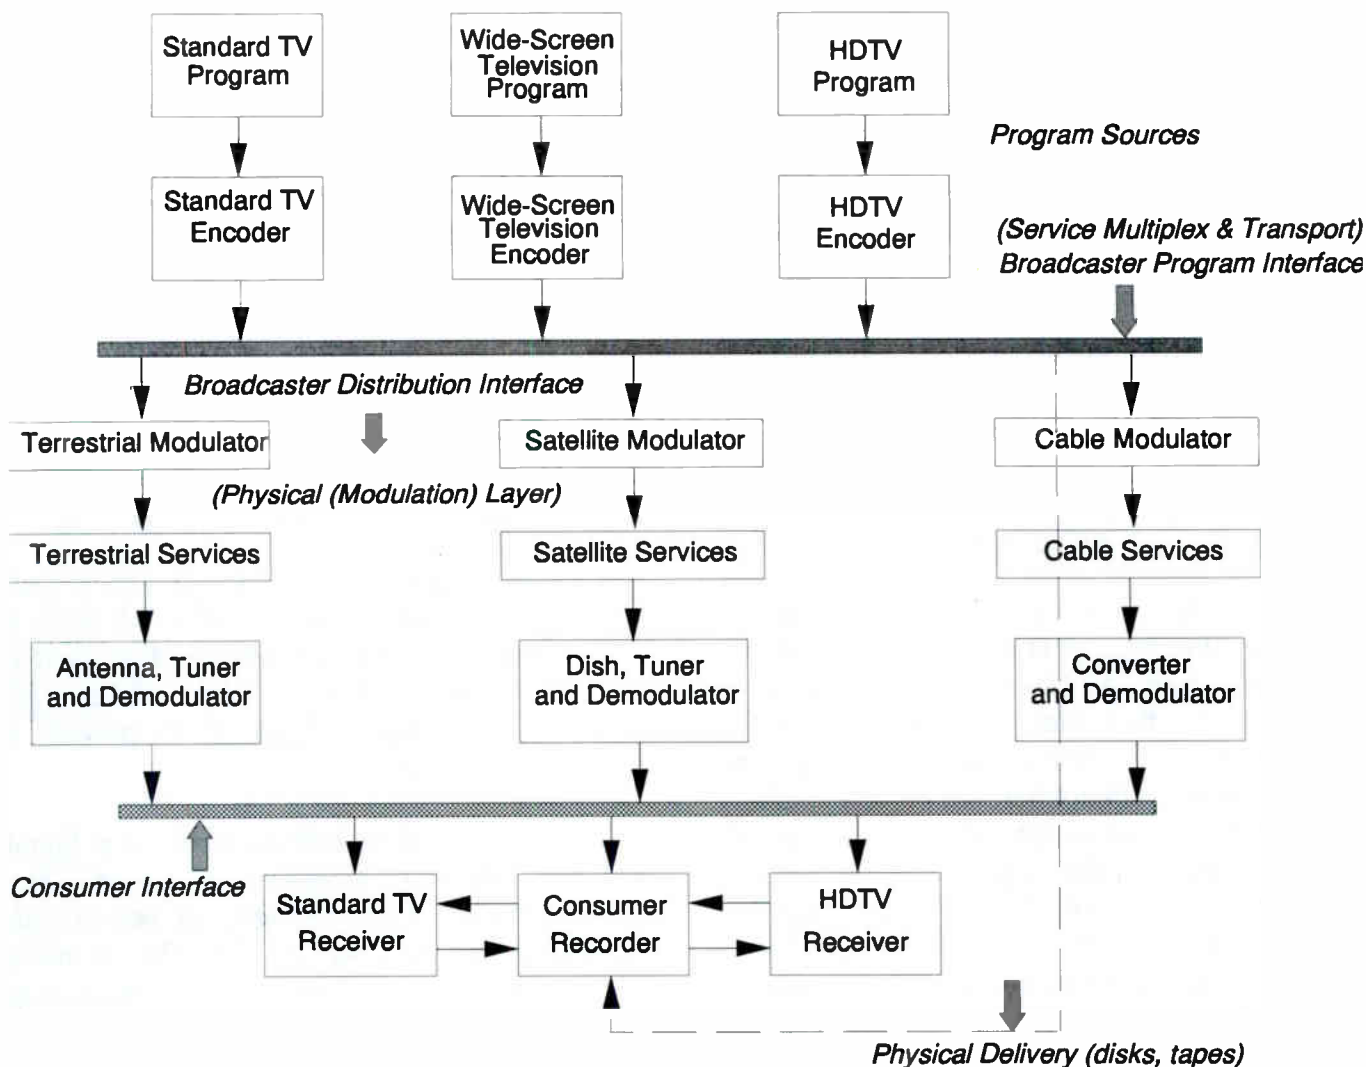 Standard TV
Program
Wide-Screen
Television
Program
HDTV
Program
Program Sources
Standard TV
Encoder
Wide-Screen
Television
Encoder
HDTV
Encoder
(Service Multiplex & Transport)
Broadcaster Program Interface
Broadcaster Distribution Interface
Terrestrial Modulator
Satellite Modulator
Cable Modulator
(Physical (Modulation) Layer)
Terrestrial Services
Satellite Services
Cable Services
Antenna, Tuner
and Demodulator
Dish, Tuner
and Demodulator
Converter
and Demodulator
Consumer Interface
Standard TV
Receiver
Consumer
Recorder
HDTV
Receiver
Physical Delivery (disks, tapes)